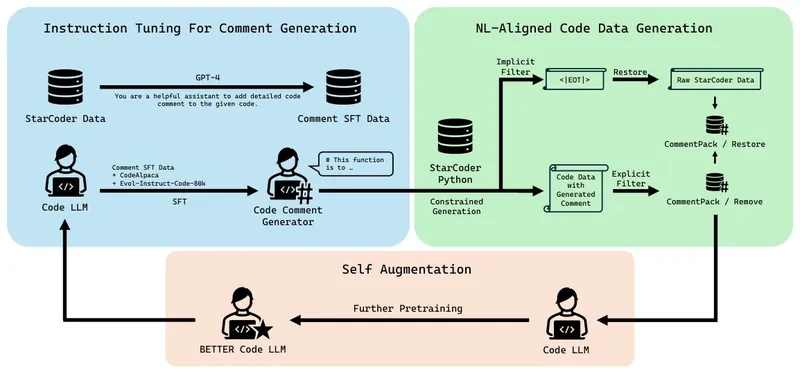 Instruction Tuning For Comment Generation
GPT-4
You are a helpful assistant to add detailed code
comment to the given code.
StarCoder Data
Comment SFT Data
Comment SFT Data
+ CodeAlpaca
+ Evol-Instruct-Code-80k
SFT
Code LLM
# This function
is to …
Code Comment
Generator
NL-Aligned Code Data Generation
Implicit
Filter
<|EOT|>
Restore
Raw StarCoder Data
StarCoder
Python
Constrained
Generation
CommentPack / Restore
Code Data
with
Generated
Comment
Explicit
Filter
CommentPack / Remove
Self Augmentation
Further Pretraining
BETTER Code LLM
Code LLM